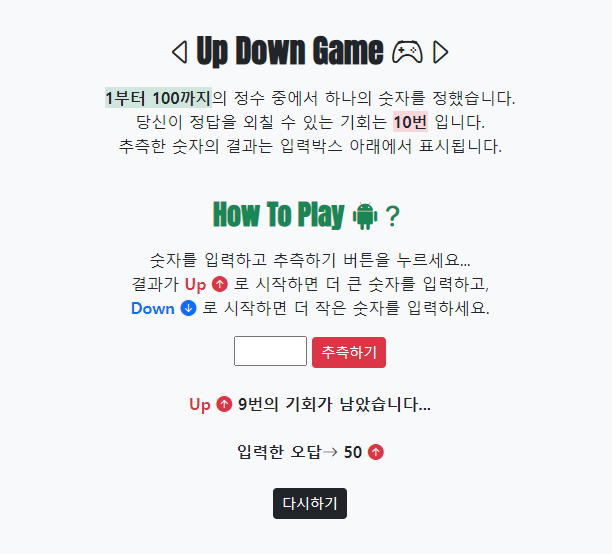 Up Down Game
1부터 100까지의 정수 중에서 하나의 숫자를 정했습니다.
당신이 정답을 외칠 수 있는 기회는 10번 입니다.
추측한 숫자의 결과는 입력박스 아래에서 표시됩니다.
How To Play ?
숫자를 입력하고 추측하기 버튼을 누르세요...
결과가 Up 로 시작하면 더 큰 숫자를 입력하고,
Down 로 시작하면 더 작은 숫자를 입력하세요.
추측하기
Up 9번의 기회가 남았습니다...
입력한 오답→ 50
다시하기